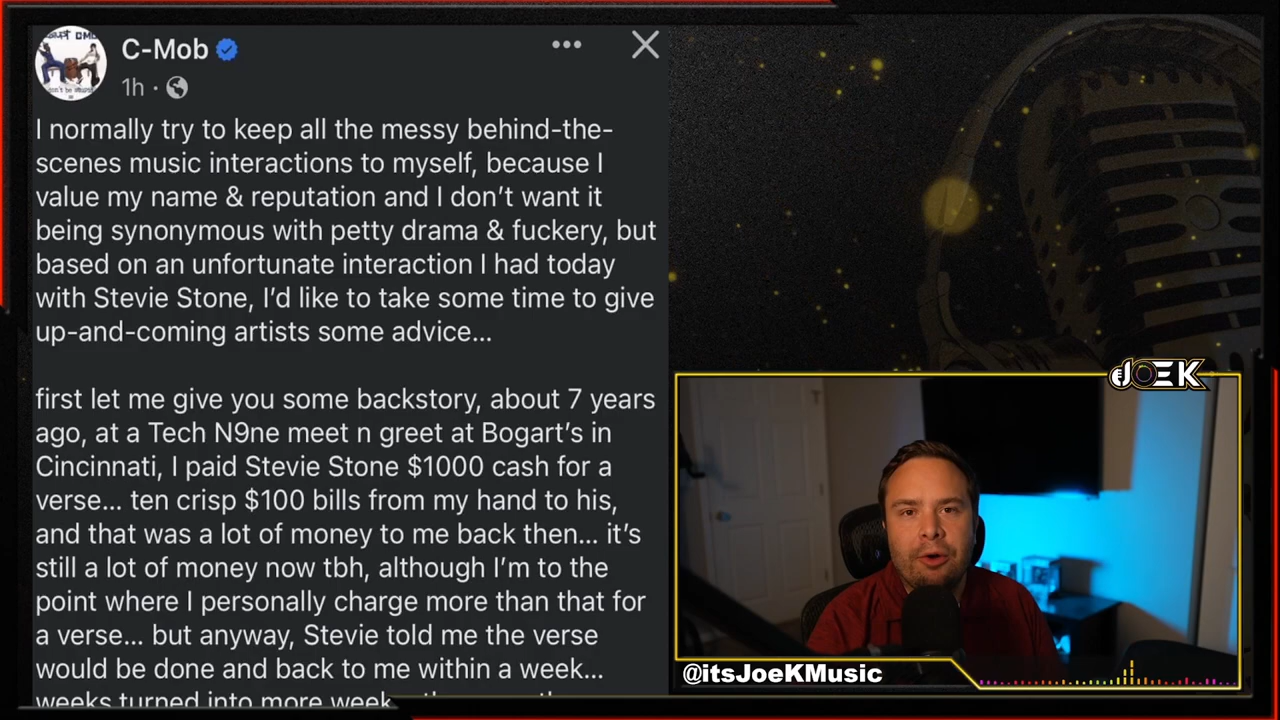 C-Mob
1h ·
I normally try to keep all the messy behind-the-
scenes music interactions to myself, because I
value my name & reputation and I don’t want it
being synonymous with petty drama & fuckery, but
based on an unfortunate interaction I had today
with Stevie Stone, I’d like to take some time to give
up-and-coming artists some advice...
first let me give you some backstory, about 7 years
ago, at a Tech N9ne meet n greet at Bogart’s in
Cincinnati, I paid Stevie Stone $1000 cash for a
verse... ten crisp $100 bills from my hand to his,
and that was a lot of money to me back then... it’s
still a lot of money now tbh, although I’m to the
point where I personally charge more than that for
a verse... but anyway, Stevie told me the verse
would be done and back to me within a week...
weeks turned into more week
JOEK
@itsJoeKMusic